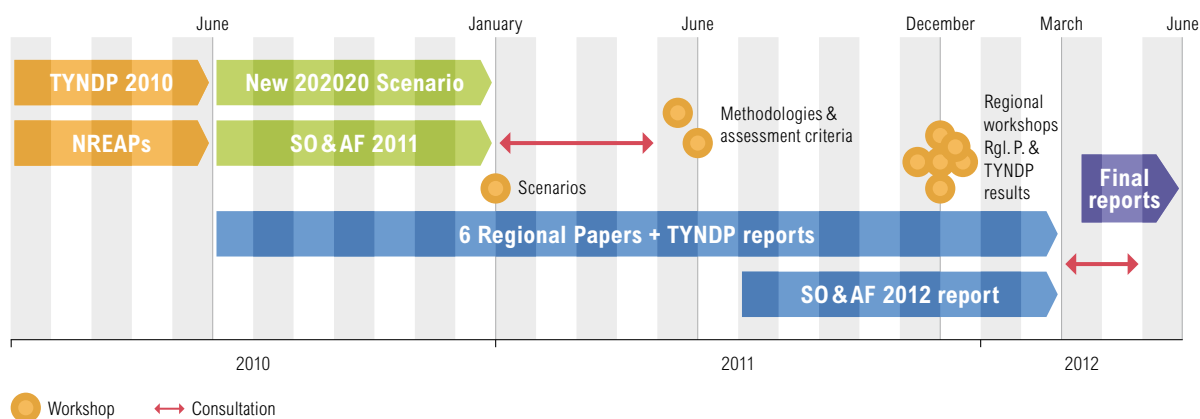 June
January
June
December
March
June
TYNDP 2010
New 202020 Scenario
NREAPs
SO & AF 2011
Methodologies &
assessment criteria
Regional
workshops
Rgl. P. &
TYNDP
results
Scenarios
Final
reports
6 Regional Papers + TYNDP reports
SO & AF 2012 report
2010
2011
2012
Workshop
Consultation